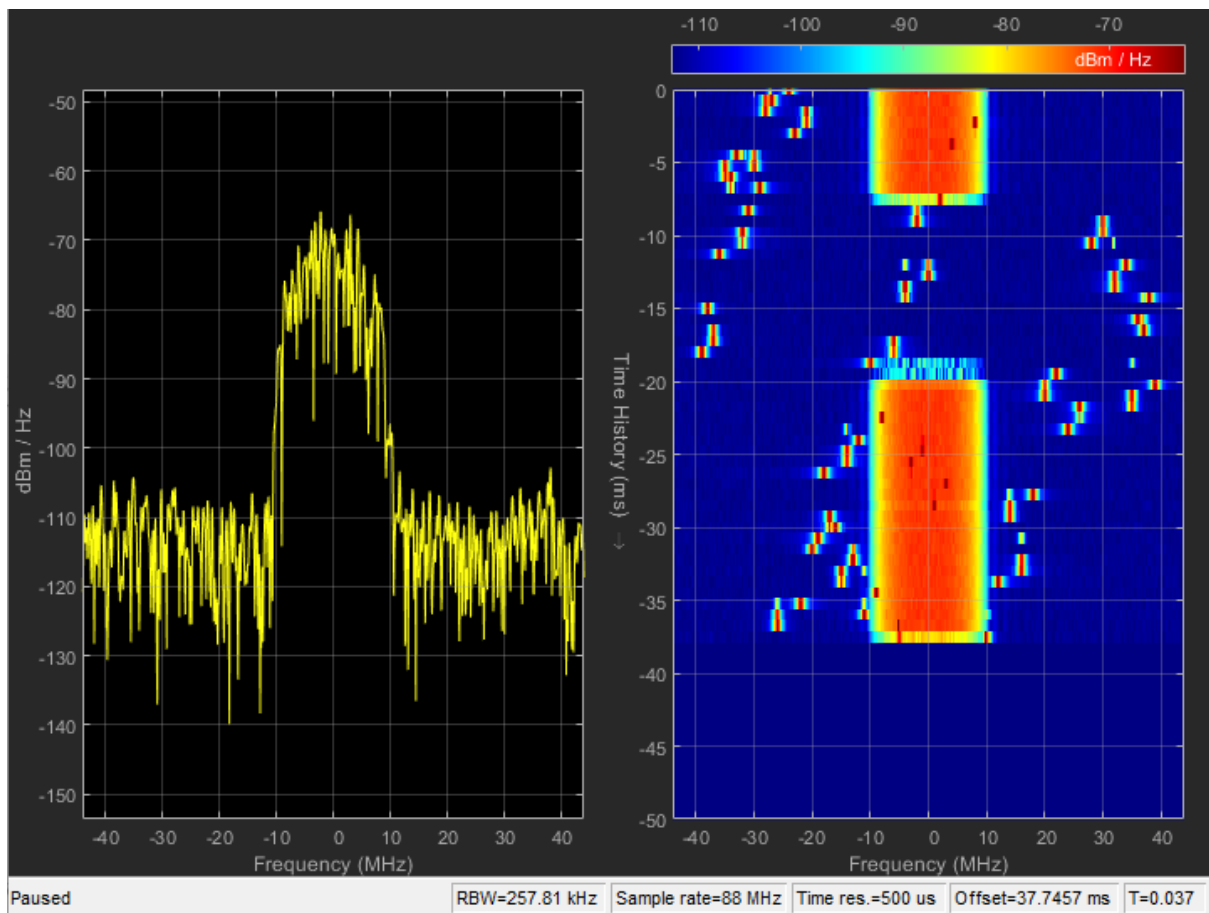 -110 -100 -90 -80 -70
dBm / Hz
-50
-60
-70
-80
-90
-100
-110
-120
-130
-140
-150
dBm / Hz
-40 -30 -20 -10 0 10 20 30 40
Frequency (MHz)
0
-5
-10
-15
-20
-25
-30
-35
-40
-45
-50
Time History (ms) →
-40 -30 -20 -10 0 10 20 30 40
Frequency (MHz)
Paused RBW=257.81 kHz Sample rate=88 MHz Time res.=500 us Offset=37.7457 ms T=0.037